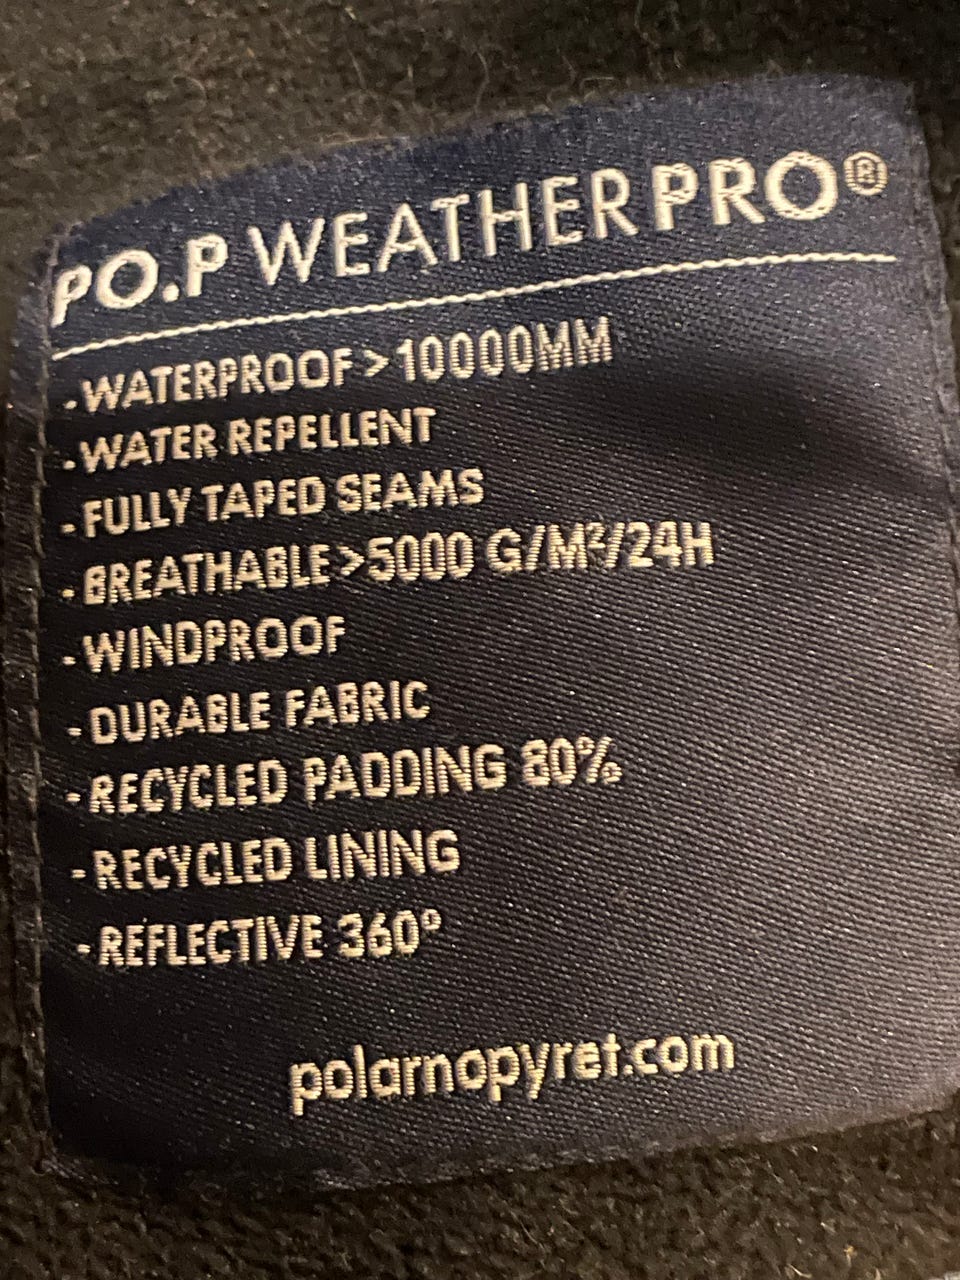 PO.P WEATHERPRO®
- WATERPROOF > 10000MM
- WATER REPELLENT
- FULLY TAPED SEAMS
- BREATHABLE > 5000 G/M²/24H
- WINDPROOF
- DURABLE FABRIC
- RECYCLED PADDING 80%
- RECYCLED LINING
- REFLECTIVE 360º
polarnopyret.com